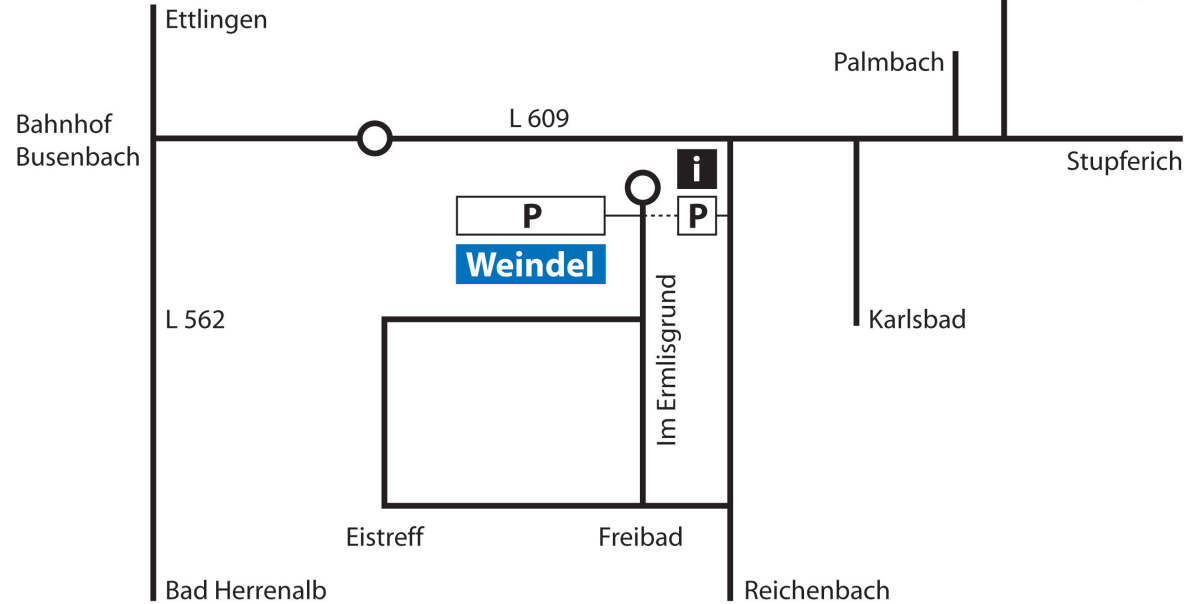 Ettlingen
Palmbach
L 609
Bahnhof
Busenbach
Stupferich
i
P
P
Weindel
Im Ermlisgrund
L 562
Karlsbad
Eistreff
Freibad
Bad Herrenalb
Reichenbach